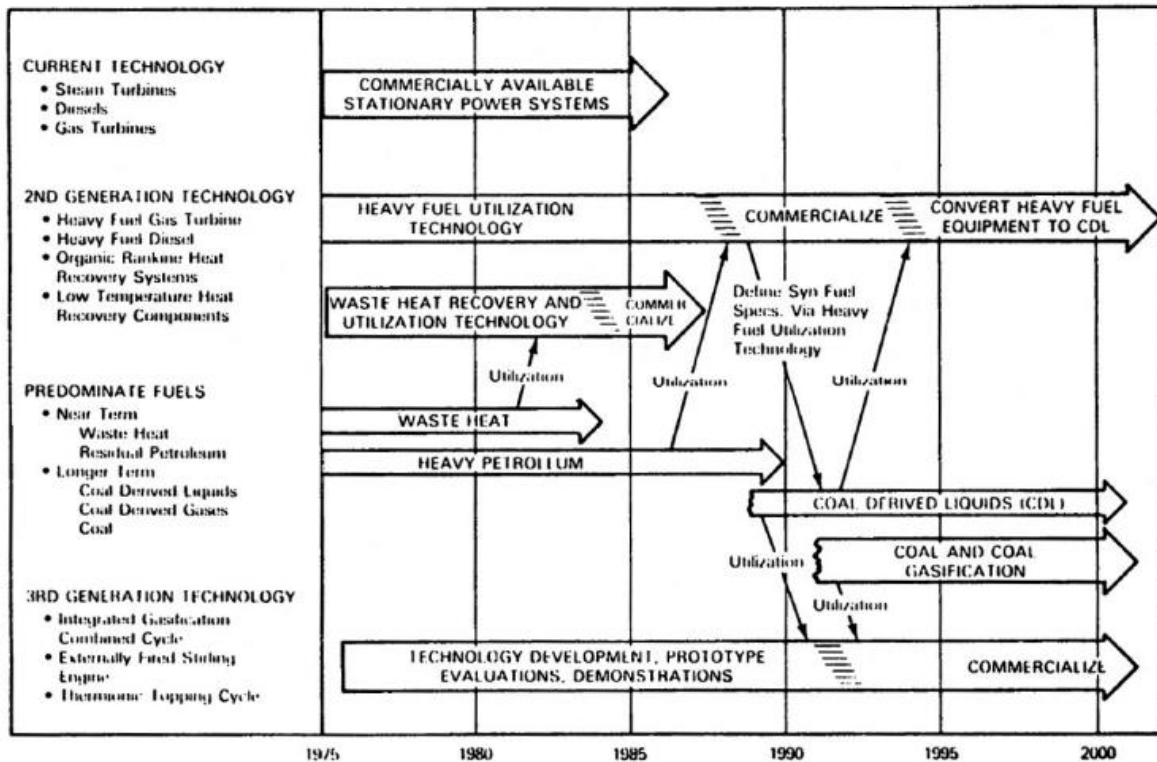 CURRENT TECHNOLOGY
• Steam Turbines
• Diesels
• Gas Turbines
COMMERCIALLY AVAILABLE
STATIONARY POWER SYSTEMS
2ND GENERATION TECHNOLOGY
• Heavy Fuel Gas Turbine
• Heavy Fuel Diesel
• Organic Rankine Heat
Recovery Systems
• Low Temperature Heat
Recovery Components
HEAVY FUEL UTILIZATION
TECHNOLOGY
COMMERCIALIZE
CONVERT HEAVY FUEL
EQUIPMENT TO CDL
WASTE HEAT RECOVERY AND
UTILIZATION TECHNOLOGY
COMMER
CIALIZE
Define Syn Fuel
Specs. Via Heavy
Fuel Utilization
Technology
Utilization
Utilization
Utilization
PREDOMINATE FUELS
• Near Term
Waste Heat
Residual Petroleum
• Longer Term
Coal Derived Liquids
Coal Derived Gases
Coal
WASTE HEAT
HEAVY PETROLLUM
COAL DERIVED LIQUIDS (CDL)
COAL AND COAL
GASIFICATION
Utilization
Utilization
3RD GENERATION TECHNOLOGY
• Integrated Gasification
Combined Cycle
• Externally Fired Stirling
Engine
• Thermionic Topping Cycle
TECHNOLOGY DEVELOPMENT, PROTOTYPE
EVALUATIONS, DEMONSTRATIONS
COMMERCIALIZE
1975 1980 1985 1990 1995 2000